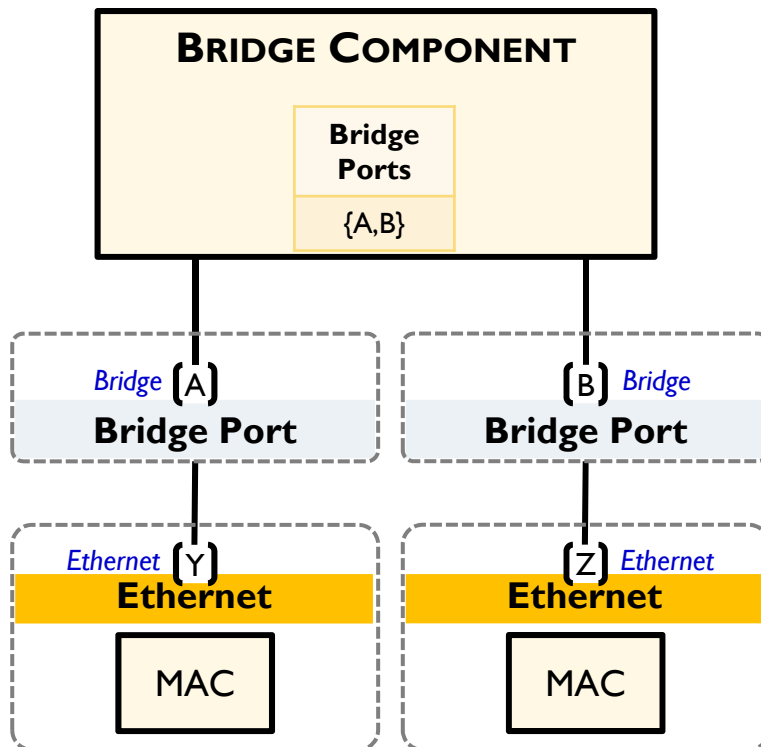 BRIDGE COMPONENT
Bridge
Ports
{A,B}
Bridge [A]
[B] Bridge
Bridge Port
Bridge Port
Ethernet [Y]
[Z] Ethernet
Ethernet
Ethernet
MAC
MAC